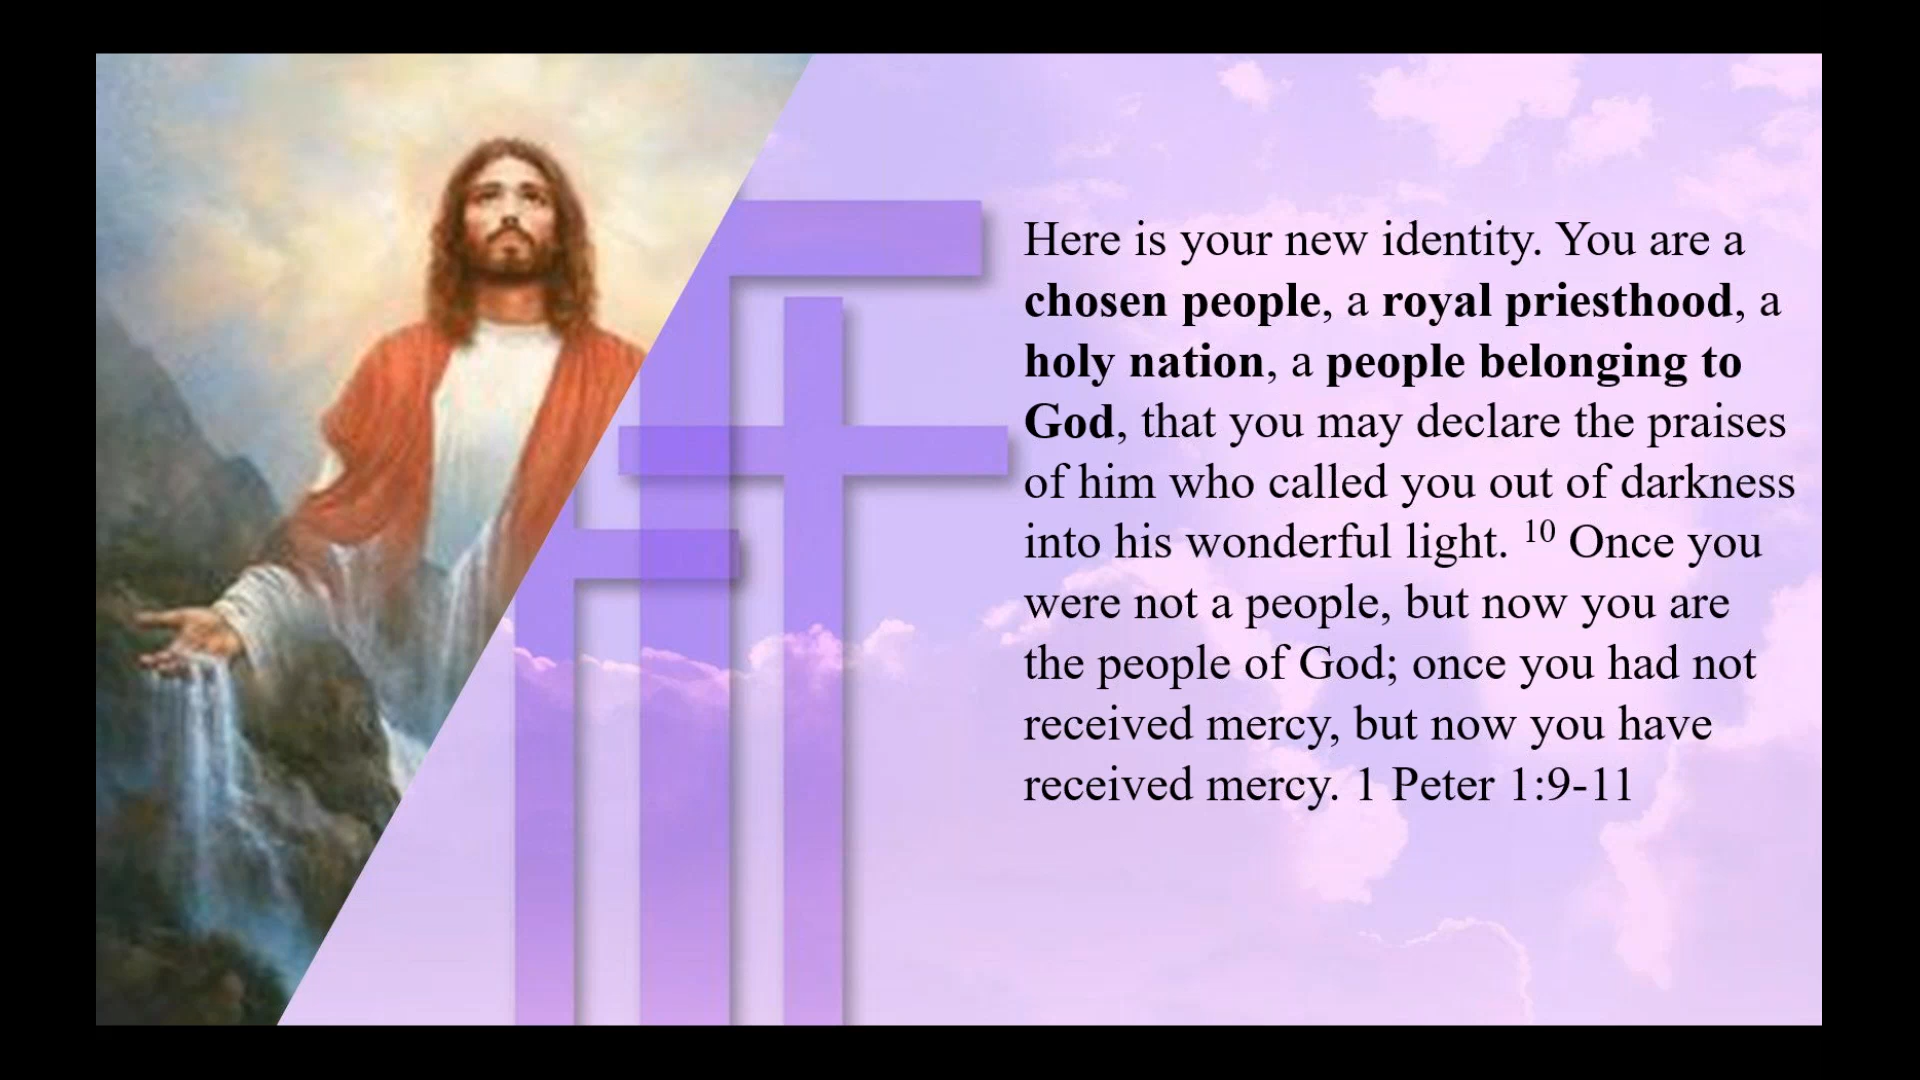 Here is your new identity. You are a
chosen people, a royal priesthood, a
holy nation, a people belonging to
God, that you may declare the praises
of him who called you out of darkness
into his wonderful light. 10 Once you
were not a people, but now you are
the people of God; once you had not
received mercy, but now you have
received mercy. 1 Peter 1:9-11